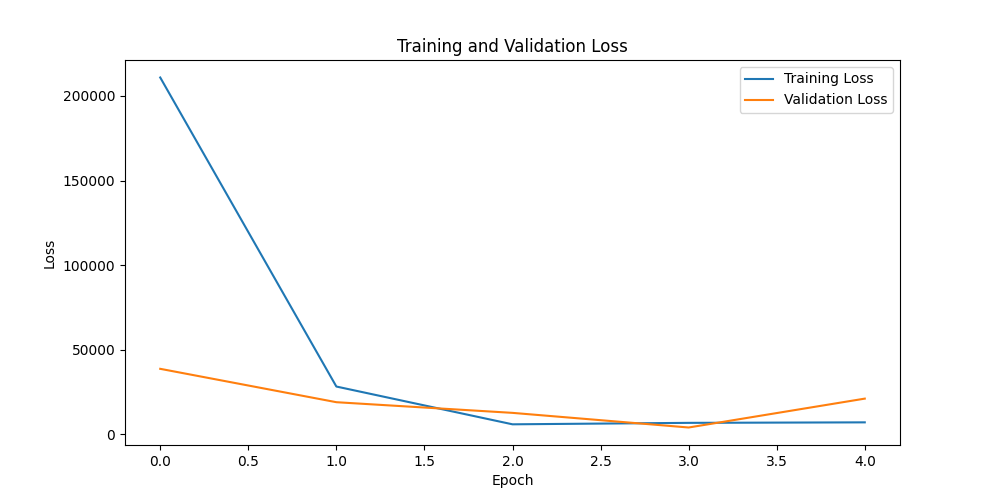 Training and Validation Loss
Training Loss
Validation Loss
200000
150000
100000
50000
0
Loss
0.0 0.5 1.0 1.5 2.0 2.5 3.0 3.5 4.0
Epoch